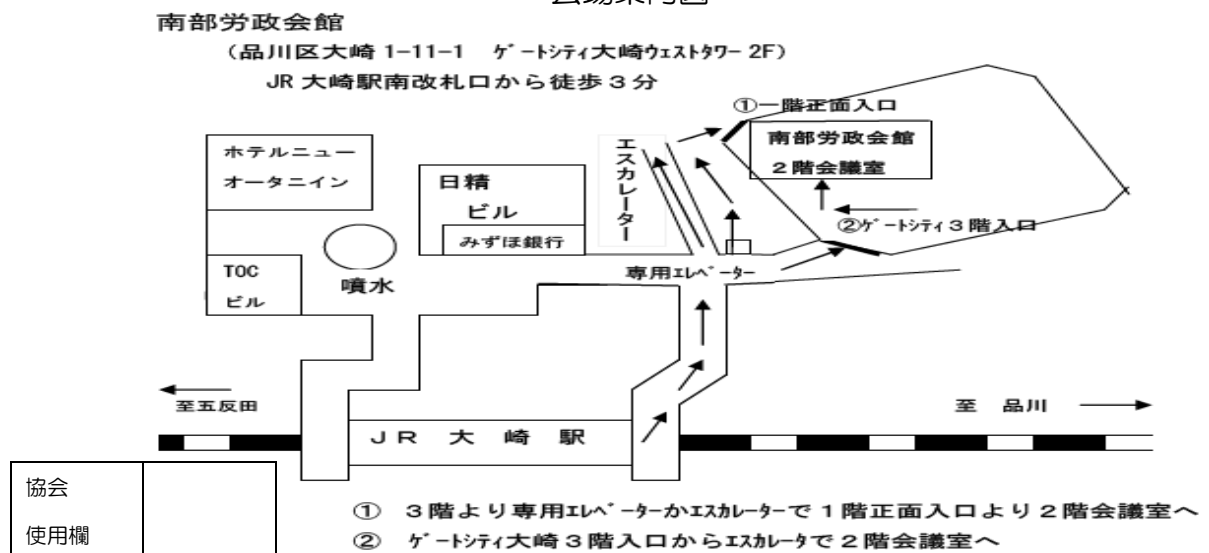 会場案内図
南部労政会館
（品川区大崎 1-11-1　ゲートシティ大崎ウェストタワー 2F）
JR 大崎駅南改札口から徒歩３分
①一階正面入口
南部労政会館
２階会議室
エスカレーター
ホテルニュー
オータニイン
日精
ビル
みずほ銀行
②ゲートシティ３階入口
TOC
ビル
噴水
専用エレベーター
至五反田
至　品川
ＪＲ　大　崎　駅
協会
使用欄
①　３階より専用エレベーターかエスカレーターで１階正面入口より２階会議室へ
②　ゲートシティ大崎３階入口からエスカレータで２階会議室へ